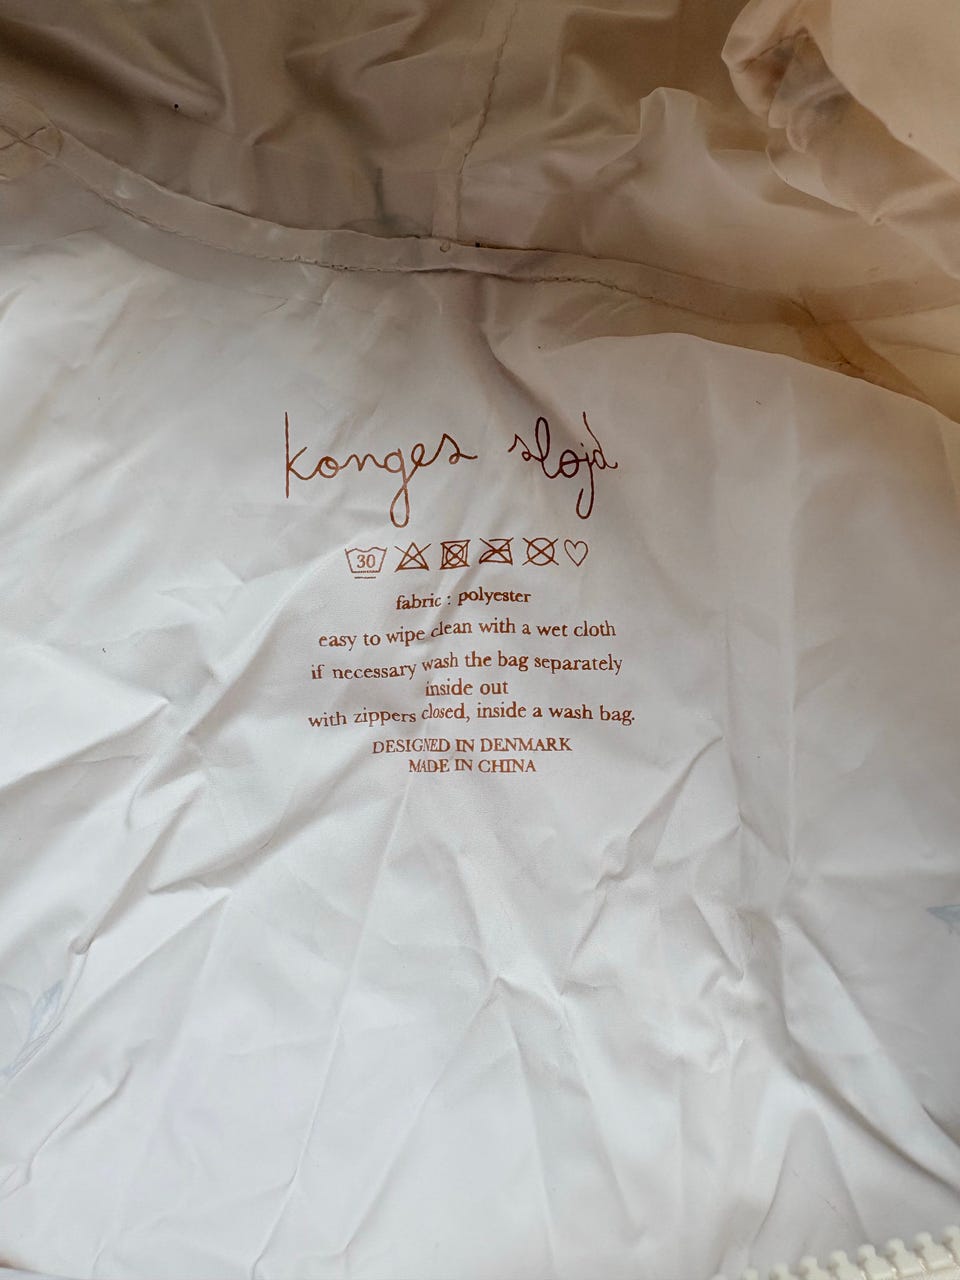 konges sløjd
30
fabric : polyester
easy to wipe clean with a wet cloth
if necessary wash the bag separately
inside out
with zippers closed, inside a wash bag.
DESIGNED IN DENMARK
MADE IN CHINA